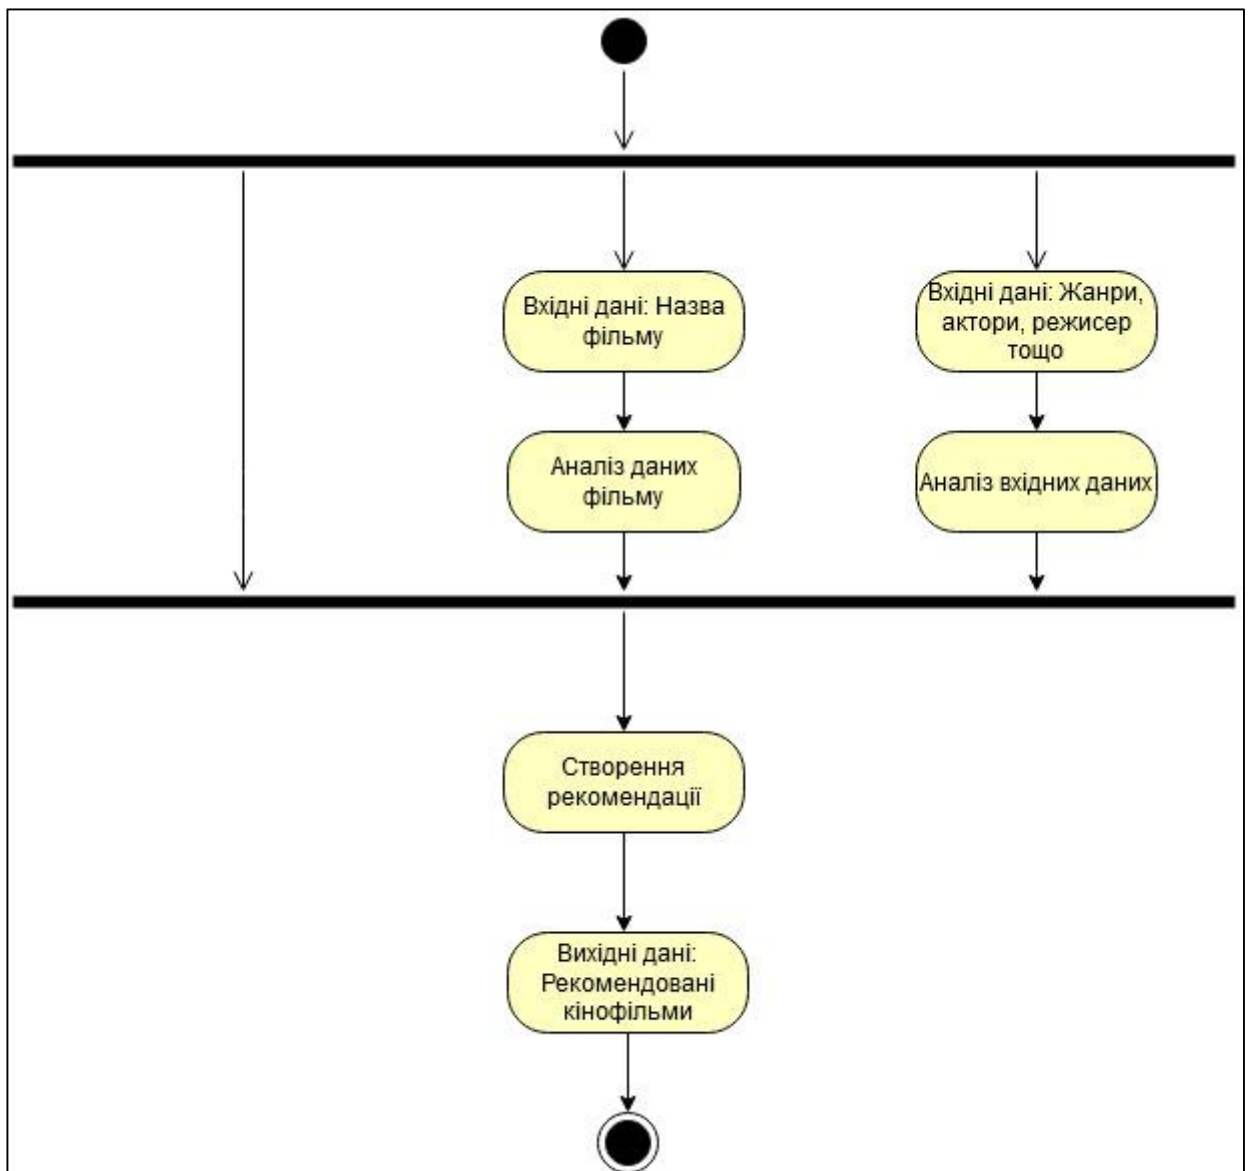 Вхідні дані: Назва
фільму
Вхідні дані: Жанри,
актори, режисер
тощо
Аналіз даних
фільму
Аналіз вхідних даних
Створення
рекомендації
Вихідні дані:
Рекомендовані
кінофільми